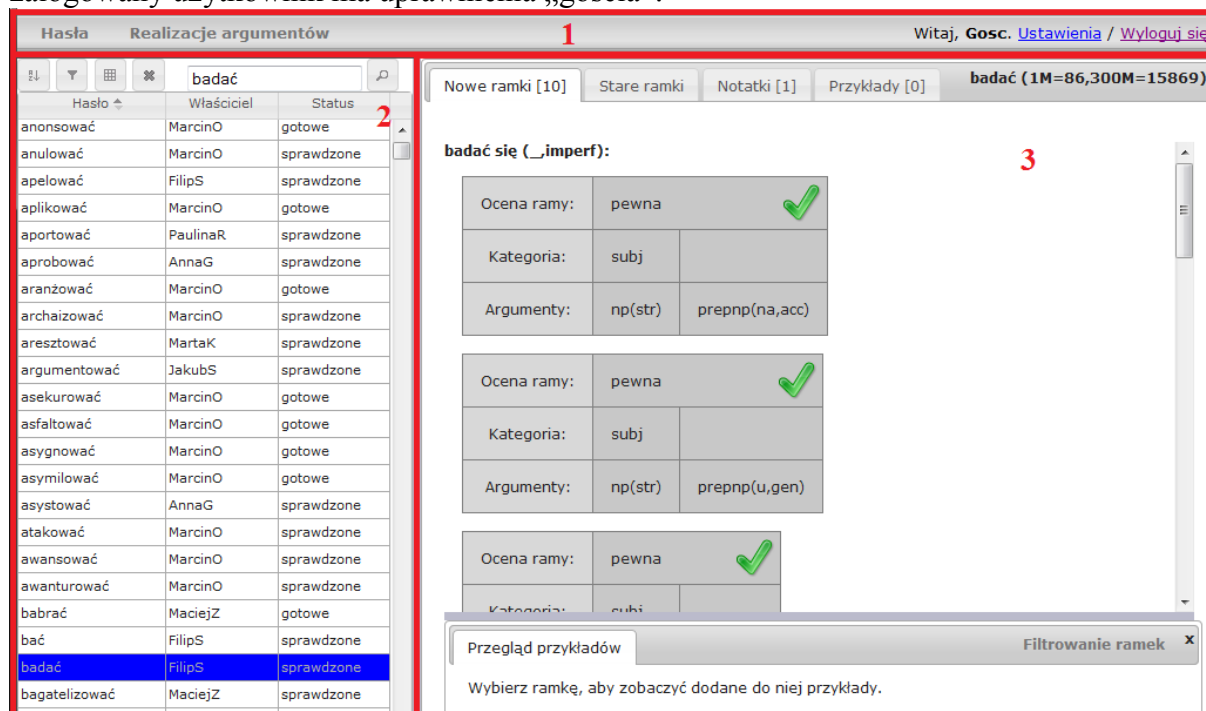 zalogowany użytkownik ma uprawnienia „gościa”.
Hasła Realizacje argumentów 1 Witaj, Gosc. Ustawienia / Wyloguj się
badać
Hasło Właściciel Status
2
anonsować MarcinO gotowe
anulować MarcinO sprawdzone
apelować FilipS sprawdzone
aplikować MarcinO gotowe
aportować PaulinaR sprawdzone
aprobować AnnaG sprawdzone
aranżować MarcinO gotowe
archaizować MarcinO sprawdzone
aresztować MartaK sprawdzone
argumentować JakubS sprawdzone
asekurować MarcinO gotowe
asfaltować MarcinO gotowe
asygnować MarcinO gotowe
asymilować MarcinO gotowe
asystować AnnaG sprawdzone
atakować MarcinO sprawdzone
awansować MarcinO sprawdzone
awanturować MarcinO sprawdzone
babrać MaciejZ gotowe
bać FilipS sprawdzone
badać FilipS sprawdzone
bagatelizować MaciejZ sprawdzone
Nowe ramki [10] Stare ramki Notatki [1] Przykłady [0] badać (1M=86,300M=15869)
3
badać się (_,imperf):
Ocena ramy: pewna
Kategoria: subj
Argumenty: np(str) prepnp(na,acc)
Ocena ramy: pewna
Kategoria: subj
Argumenty: np(str) prepnp(u,gen)
Ocena ramy: pewna
Kategoria: subj
Przegląd przykładów Filtrowanie ramek x
Wybierz ramkę, aby zobaczyć dodane do niej przykłady.